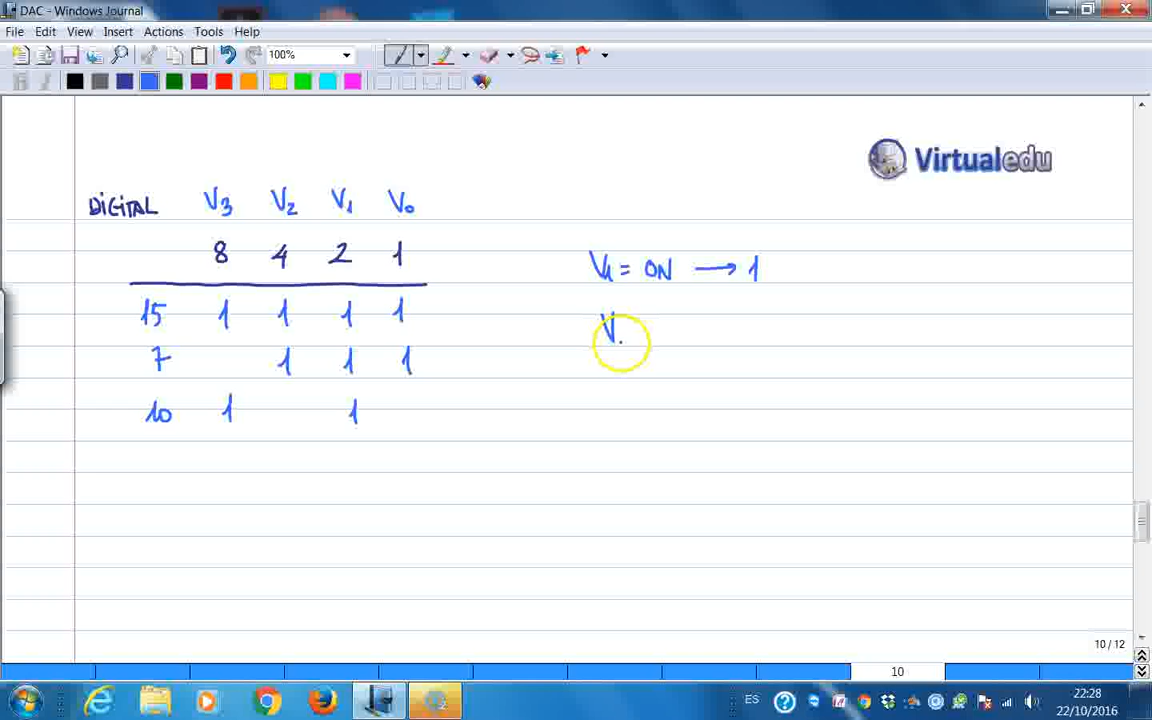 DAC - Windows Journal
File Edit View Insert Actions Tools Help
100%
Virtualedu
DIGITAL V3 V2 V1 V0
8 4 2 1
15 1 1 1 1
7 1 1 1
10 1 1
= ON → 1
V
10 / 12
10
ES
22:28
22/10/2016